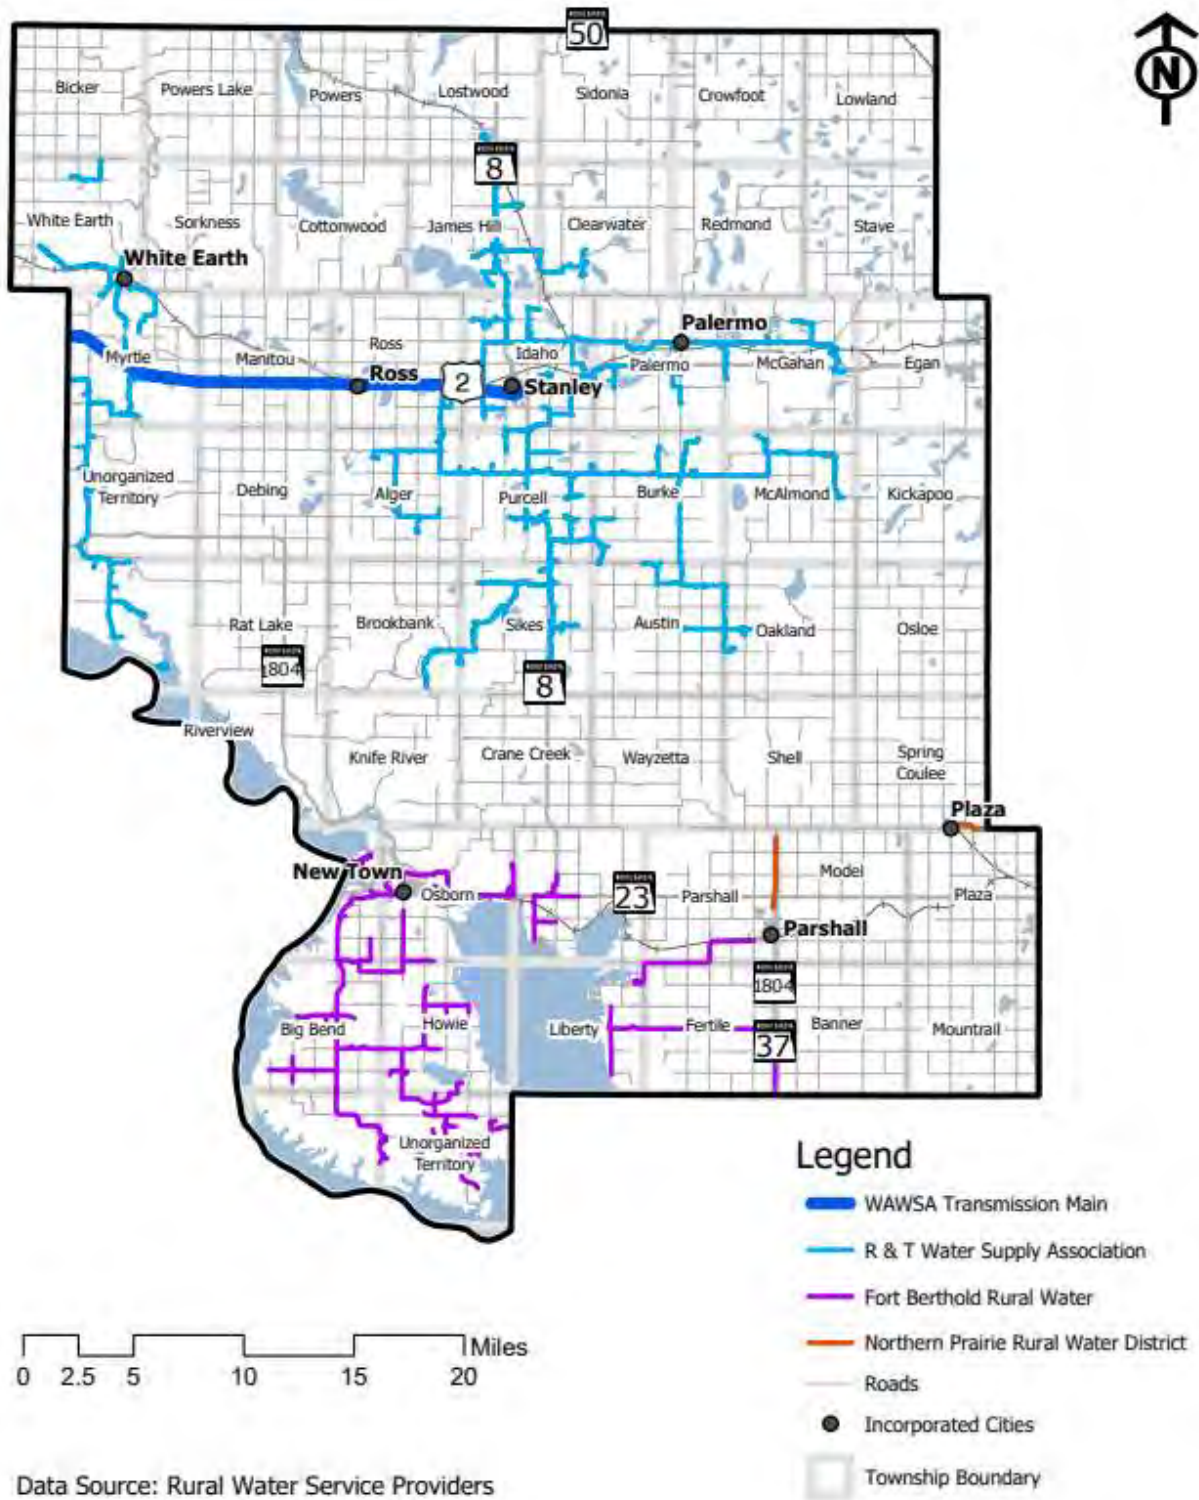 50
N
Bicker
Powers Lake
Powers
Lostwood
Sidonia
Crowfoot
Lowland
8
White Earth
Sorkness
Cottonwood
James Hill
Clearwater
Redmond
Stave
White Earth
Palermo
Myrtle
Manitou
Ross
Idaho
Palermo
McGahan
Egan
Ross
2
Stanley
Unorganized
Territory
Debing
Alger
Purcell
Burke
McAlmond
Kickapoo
Rat Lake
Brookbank
Sikes
Austin
Oakland
Osloe
1804
8
Riverview
Knife River
Crane Creek
Wayzetta
Shell
Spring
Coulee
Plaza
New Town
Osborn
23
Parshall
Model
Plaza
Parshall
1804
Big Bend
Howie
Liberty
Fertile
37
Banner
Mountrail
Unorganized
Territory
Legend
WAWSA Transmission Main
R & T Water Supply Association
Fort Berthold Rural Water
Northern Prairie Rural Water District
Roads
Incorporated Cities
Township Boundary
Miles
0 2.5 5 10 15 20
Data Source: Rural Water Service Providers